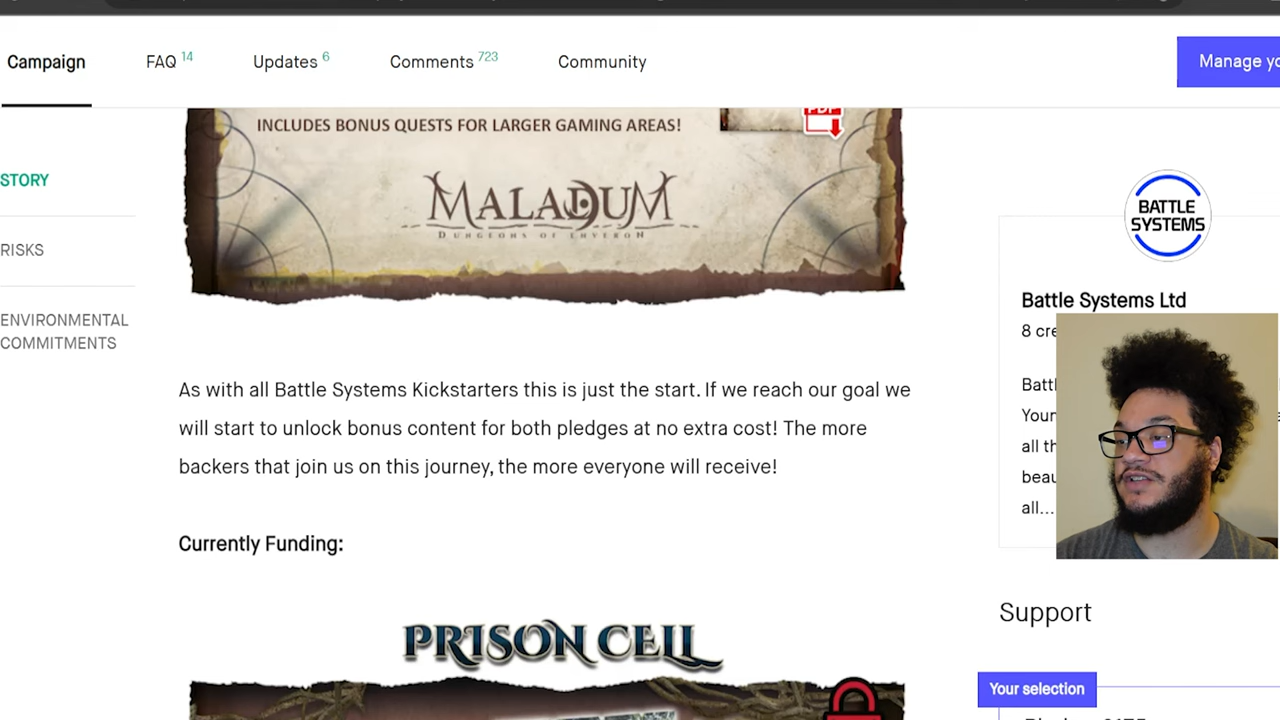 Campaign
FAQ 14
Updates 6
Comments 723
Community
Manage yo
INCLUDES BONUS QUESTS FOR LARGER GAMING AREAS!
PDF
MALADUM
DUNGEONS OF ENVERON
STORY
RISKS
ENVIRONMENTAL
COMMITMENTS
BATTLE
SYSTEMS
Battle Systems Ltd
8 cre
Battl
Your
all th
beau
all...
As with all Battle Systems Kickstarters this is just the start. If we reach our goal we
will start to unlock bonus content for both pledges at no extra cost! The more
backers that join us on this journey, the more everyone will receive!
Currently Funding:
PRISON CELL
Support
Your selection